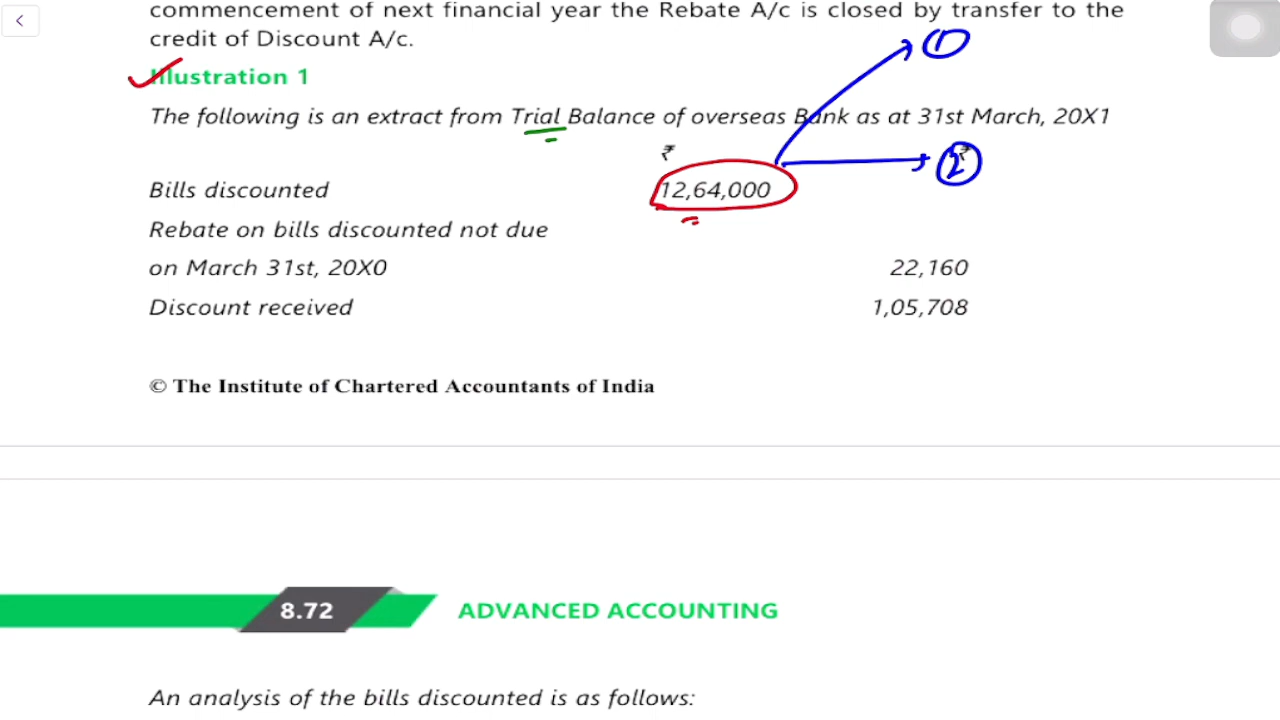 commencement of next financial year the Rebate A/c is closed by transfer to the
credit of Discount A/c.
Illustration 1
The following is an extract from Trial Balance of overseas Bank as at 31st March, 20X1
₹ ₹
Bills discounted 12,64,000
Rebate on bills discounted not due
on March 31st, 20X0 22,160
Discount received 1,05,708
© The Institute of Chartered Accountants of India
8.72 ADVANCED ACCOUNTING
An analysis of the bills discounted is as follows:
1
2